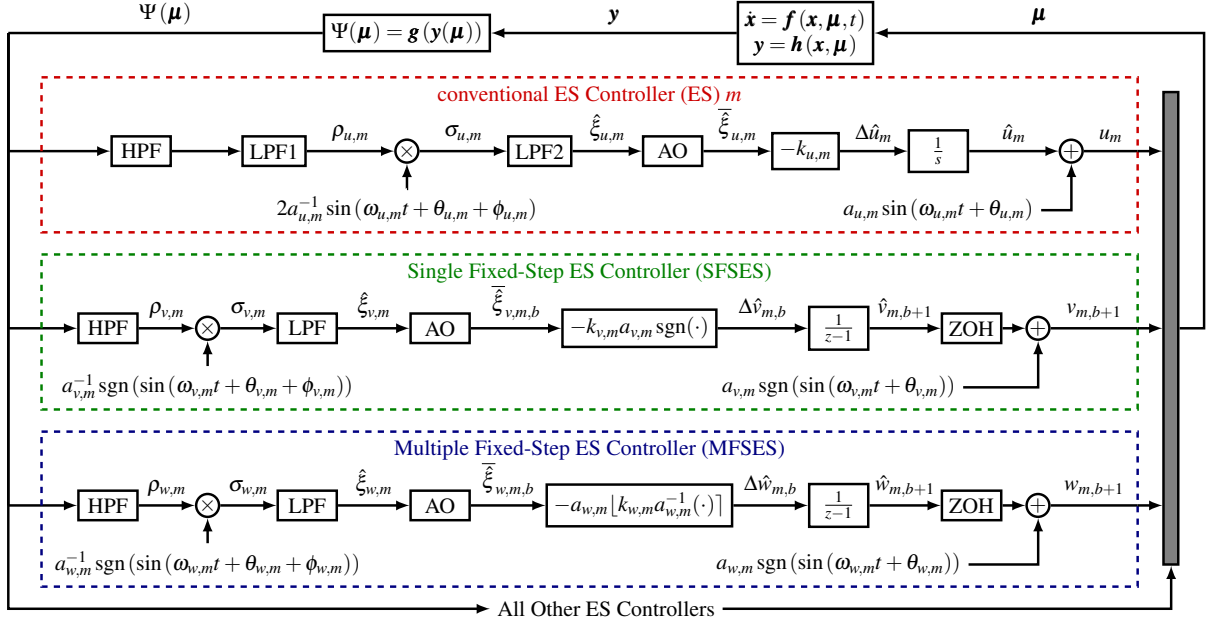 Ψ(μ)
Ψ(μ) = g(y(μ))
y
ẋ = f(x, μ, t)
y = h(x, μ)
μ
conventional ES Controller (ES) m
HPF
LPF1
ρ_{u,m}
×
σ_{u,m}
LPF2
ξ̂_{u,m}
AO
\overline{ξ̂}_{u,m}
−k_{u,m}
Δû_m
1/s
û_m
+
u_m
2a_{u,m}^{−1} sin(ω_{u,m}t + θ_{u,m} + ϕ_{u,m})
a_{u,m} sin(ω_{u,m}t + θ_{u,m})
Single Fixed-Step ES Controller (SFSES)
HPF
ρ_{v,m}
×
σ_{v,m}
LPF
ξ̂_{v,m}
AO
\overline{ξ̂}_{v,m,b}
−k_{v,m}a_{v,m} sgn(·)
Δv̂_{m,b}
1/(z−1)
v̂_{m,b+1}
ZOH
+
v_{m,b+1}
a_{v,m}^{−1} sgn(sin(ω_{v,m}t + θ_{v,m} + ϕ_{v,m}))
a_{v,m} sgn(sin(ω_{v,m}t + θ_{v,m}))
Multiple Fixed-Step ES Controller (MFSES)
HPF
ρ_{w,m}
×
σ_{w,m}
LPF
ξ̂_{w,m}
AO
\overline{ξ̂}_{w,m,b}
−a_{w,m}⌊k_{w,m}a_{w,m}^{−1}(·)⌉
Δŵ_{m,b}
1/(z−1)
ŵ_{m,b+1}
ZOH
+
w_{m,b+1}
a_{w,m}^{−1} sgn(sin(ω_{w,m}t + θ_{w,m} + ϕ_{w,m}))
a_{w,m} sgn(sin(ω_{w,m}t + θ_{w,m}))
All Other ES Controllers